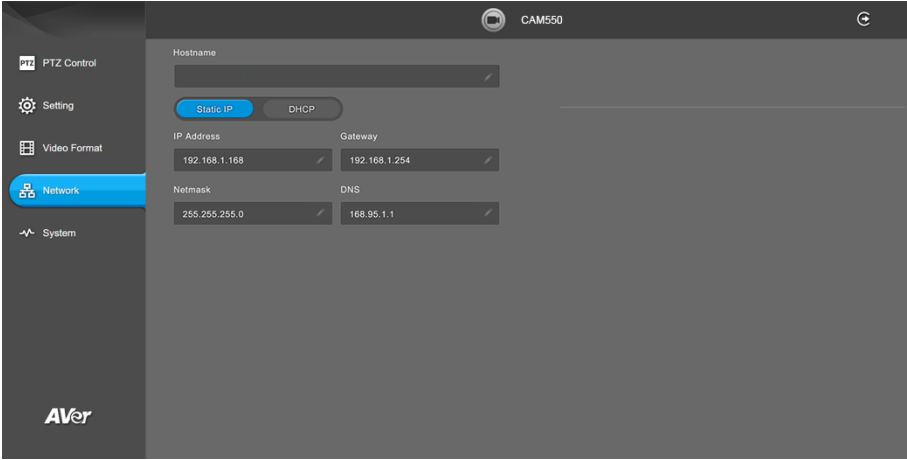 CAM550
PTZ PTZ Control
Setting
Video Format
Network
System
AVer
Hostname
Static IP DHCP
IP Address Gateway
192.168.1.168 192.168.1.254
Netmask DNS
255.255.255.0 168.95.1.1